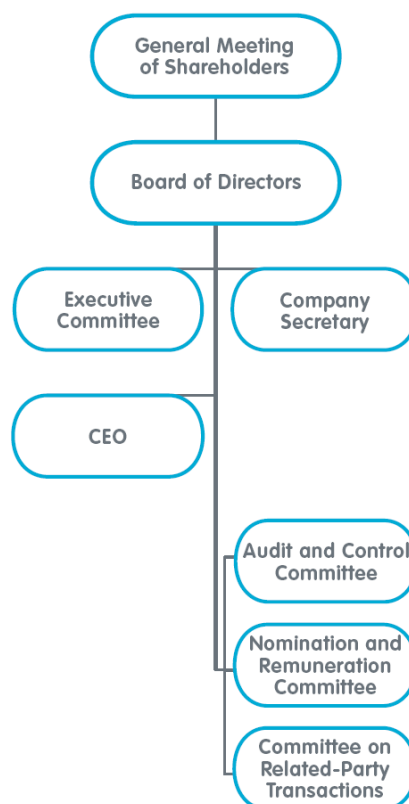 General Meeting
of Shareholders
Board of Directors
Executive
Committee
Company
Secretary
CEO
Audit and Control
Committee
Nomination and
Remuneration
Committee
Committee on
Related-Party
Transactions